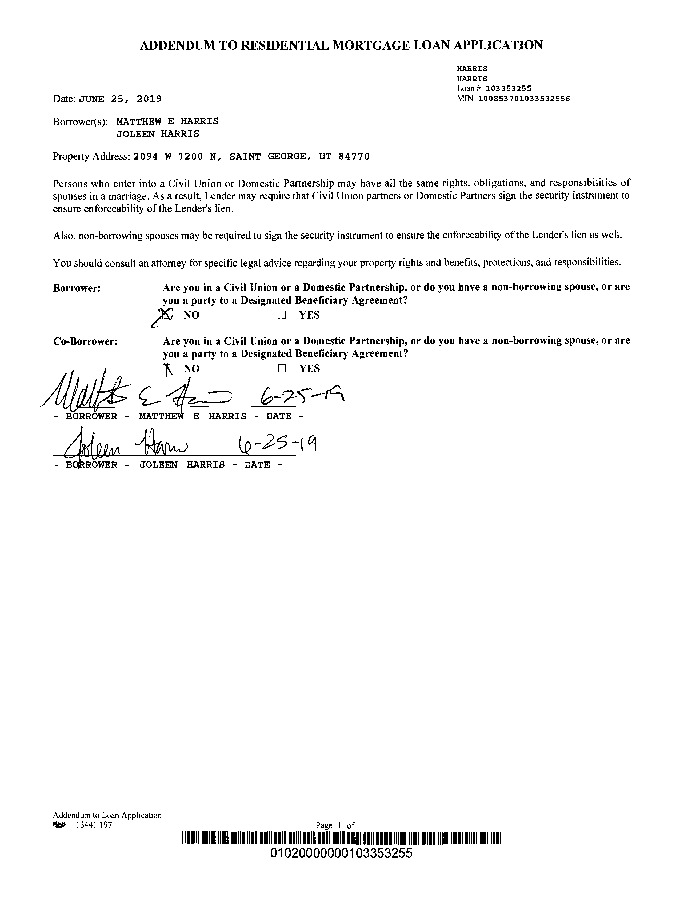 ADDENDUM TO RESIDENTIAL MORTGAGE LOAN APPLICATION
HARRIS
HARRIS
Loan # 103353255
MIN 100853701033532556
Date: JUNE 25, 2019
Borrower(s): MATTHEW E HARRIS
JOLEEN HARRIS
Property Address: 2094 W 7200 N, SAINT GEORGE, UT 84770
Persons who enter into a Civil Union or Domestic Partnership may have all the same rights, obligations, and responsibilities of
spouses in a marriage. As a result, Lender may require that Civil Union partners or Domestic Partners sign the security instrument to
ensure enforceability of the Lender's lien.
Also, non-borrowing spouses may be required to sign the security instrument to ensure the enforceability of the Lender's lien as well.
You should consult an attorney for specific legal advice regarding your property rights and benefits, protections, and responsibilities.
Borrower: Are you in a Civil Union or a Domestic Partnership, or do you have a non-borrowing spouse, or are
you a party to a Designated Beneficiary Agreement?
X NO ☐ YES
Co-Borrower: Are you in a Civil Union or a Domestic Partnership, or do you have a non-borrowing spouse, or are
you a party to a Designated Beneficiary Agreement?
X NO ☐ YES
6-25-19
- BORROWER - MATTHEW E HARRIS - DATE -
Joleen Harris 6-25-19
- BORROWER - JOLEEN HARRIS - DATE -
Addendum to Loan Application
Page 1 of
01020000000103353255